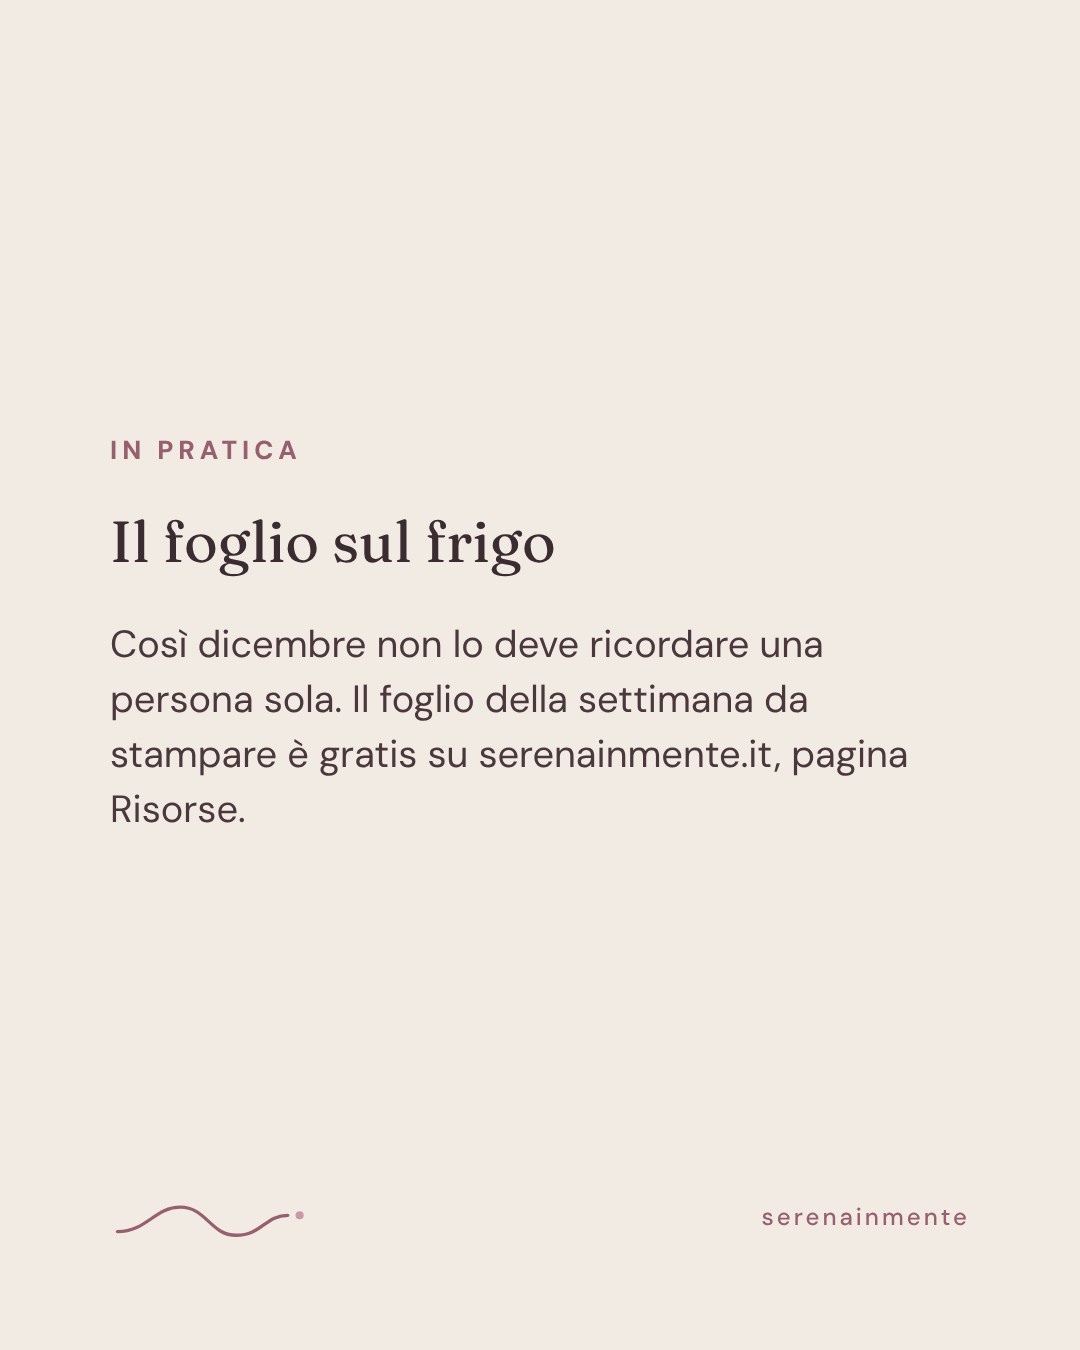 IN PRATICA
Il foglio sul frigo
Così dicembre non lo deve ricordare una
persona sola. Il foglio della settimana da
stampare è gratis su serenainmente.it, pagina
Risorse.
serenainmente